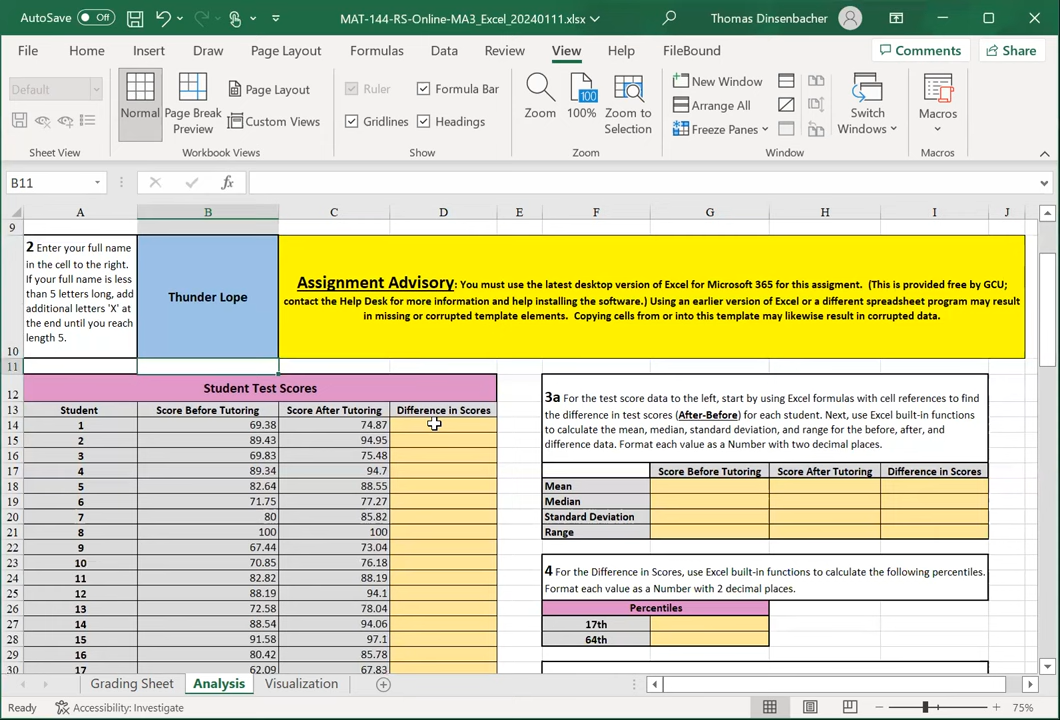 AutoSave Off MAT-144-RS-Online-MA3_Excel_20240111.xlsx Thomas Dinsenbacher
File Home Insert Draw Page Layout Formulas Data Review View Help FileBound Comments Share
Default
Normal
Page Break
Preview
Page Layout
Custom Views
Ruler
Formula Bar
Gridlines
Headings
Zoom
100
100%
Zoom to
Selection
New Window
Arrange All
Freeze Panes
Switch
Windows
Macros
Sheet View Workbook Views Show Zoom Window Macros
B11 fx
A B C D E F G H I J
9
2 Enter your full name
in the cell to the right.
If your full name is less
than 5 letters long, add
additional letters 'X' at
the end until you reach
length 5.
10
Thunder Lope
Assignment Advisory: You must use the latest desktop version of Excel for Microsoft 365 for this assigment. (This is provided free by GCU;
contact the Help Desk for more information and help installing the software.) Using an earlier version of Excel or a different spreadsheet program may result
in missing or corrupted template elements. Copying cells from or into this template may likewise result in corrupted data.
11
12 Student Test Scores
13 Student Score Before Tutoring Score After Tutoring Difference in Scores
14 1 69.38 74.87
15 2 89.43 94.95
16 3 69.83 75.48
17 4 89.34 94.7
18 5 82.64 88.55
19 6 71.75 77.27
20 7 80 85.82
21 8 100 100
22 9 67.44 73.04
23 10 70.85 76.18
24 11 82.82 88.19
25 12 88.19 94.1
26 13 72.58 78.04
27 14 88.54 94.06
28 15 91.58 97.1
29 16 80.42 85.78
30 17 62.09 67.83
3a For the test score data to the left, start by using Excel formulas with cell references to find
the difference in test scores (After-Before) for each student. Next, use Excel built-in functions
to calculate the mean, median, standard deviation, and range for the before, after, and
difference data. Format each value as a Number with two decimal places.
Score Before Tutoring Score After Tutoring Difference in Scores
Mean
Median
Standard Deviation
Range
4 For the Difference in Scores, use Excel built-in functions to calculate the following percentiles.
Format each value as a Number with 2 decimal places.
Percentiles
17th
64th
Grading Sheet Analysis Visualization
Ready Accessibility: Investigate 75%